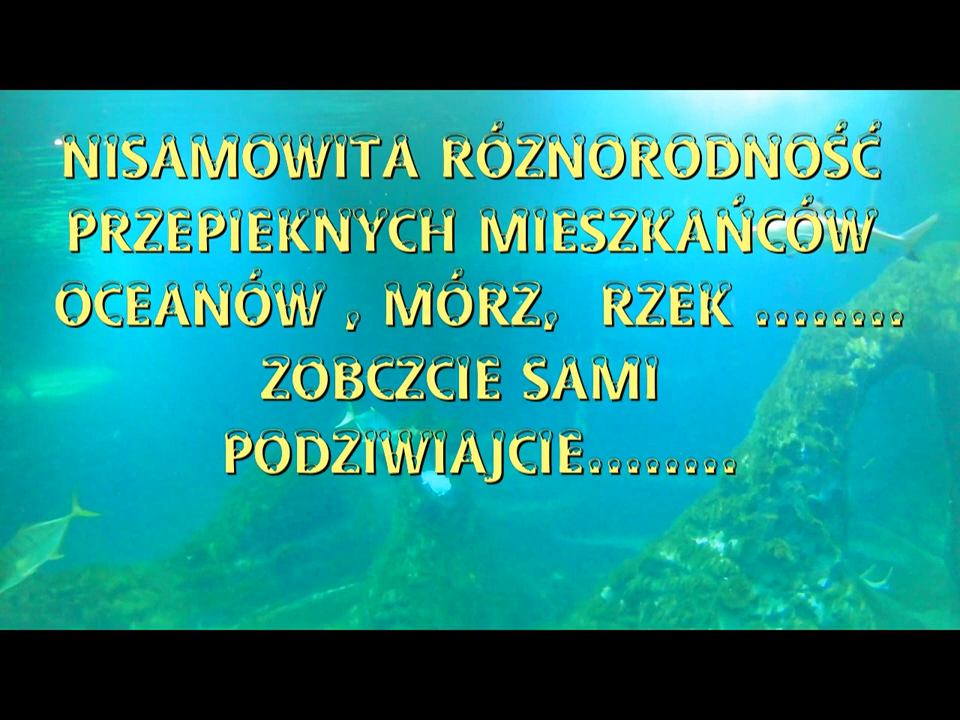 NISAMOWITA RÓZNORODNOŚĆ
PRZEPIEKNYCH MIESZKAŃCÓW
OCEANÓW , MÓRZ,  RZEK ........
ZOBCZCIE SAMI
PODZIWIAJCIE........